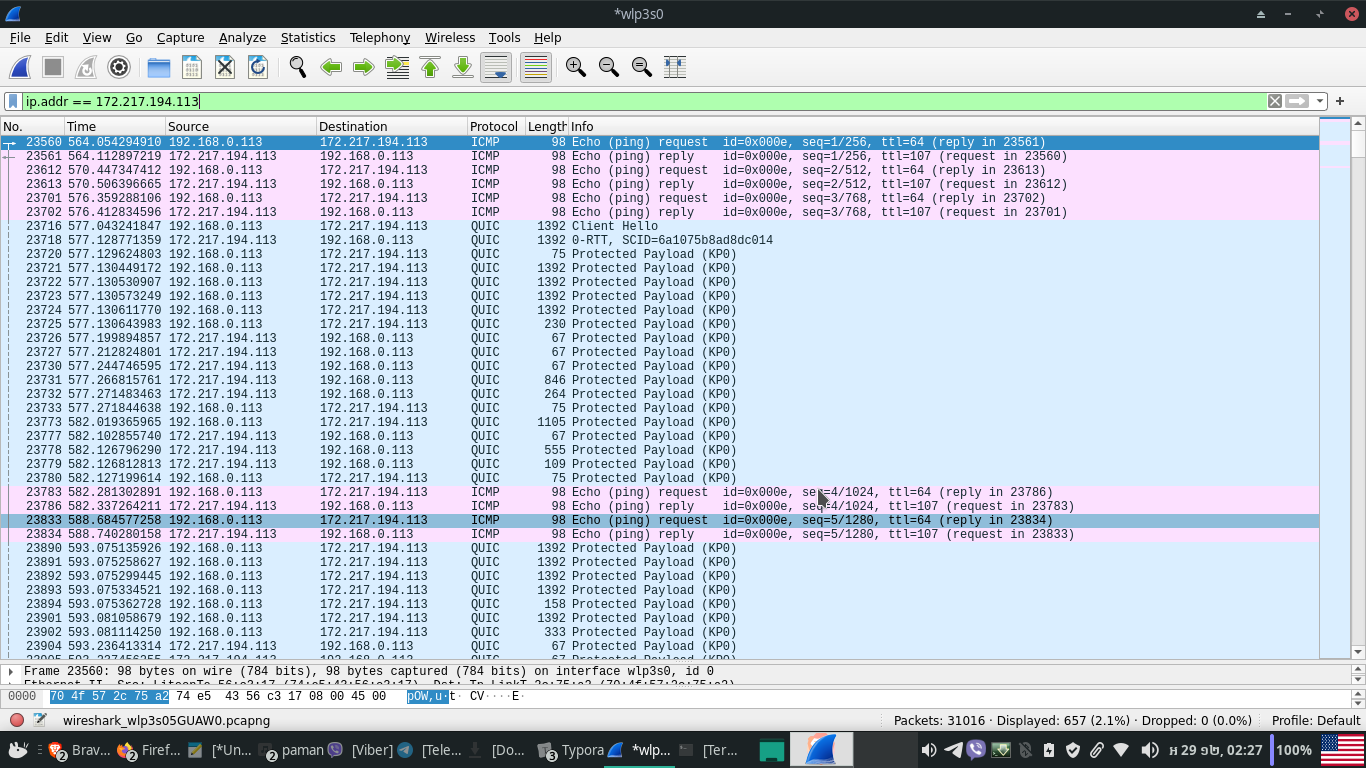 *wlp3s0
File Edit View Go Capture Analyze Statistics Telephony Wireless Tools Help
ip.addr == 172.217.194.113
No. Time Source Destination Protocol Length Info
23560 564.054294910 192.168.0.113 172.217.194.113 ICMP 98 Echo (ping) request id=0x000e, seq=1/256, ttl=64 (reply in 23561)
23561 564.112897219 172.217.194.113 192.168.0.113 ICMP 98 Echo (ping) reply id=0x000e, seq=1/256, ttl=107 (request in 23560)
23612 570.447347412 192.168.0.113 172.217.194.113 ICMP 98 Echo (ping) request id=0x000e, seq=2/512, ttl=64 (reply in 23613)
23613 570.506396665 172.217.194.113 192.168.0.113 ICMP 98 Echo (ping) reply id=0x000e, seq=2/512, ttl=107 (request in 23612)
23701 576.359288106 192.168.0.113 172.217.194.113 ICMP 98 Echo (ping) request id=0x000e, seq=3/768, ttl=64 (reply in 23702)
23702 576.412834596 172.217.194.113 192.168.0.113 ICMP 98 Echo (ping) reply id=0x000e, seq=3/768, ttl=107 (request in 23701)
23716 577.043241847 192.168.0.113 172.217.194.113 QUIC 1392 Client Hello
23718 577.128771359 192.168.0.113 172.217.194.113 QUIC 1392 0-RTT, SCID=6a1075b8ad8dc014
23720 577.129624803 192.168.0.113 172.217.194.113 QUIC 75 Protected Payload (KP0)
23721 577.130449172 192.168.0.113 172.217.194.113 QUIC 1392 Protected Payload (KP0)
23722 577.130530907 192.168.0.113 172.217.194.113 QUIC 1392 Protected Payload (KP0)
23723 577.130573249 192.168.0.113 172.217.194.113 QUIC 1392 Protected Payload (KP0)
23724 577.130611770 192.168.0.113 172.217.194.113 QUIC 1392 Protected Payload (KP0)
23725 577.130643983 192.168.0.113 172.217.194.113 QUIC 230 Protected Payload (KP0)
23726 577.199894857 172.217.194.113 192.168.0.113 QUIC 67 Protected Payload (KP0)
23727 577.212824801 172.217.194.113 192.168.0.113 QUIC 67 Protected Payload (KP0)
23730 577.244746595 172.217.194.113 192.168.0.113 QUIC 67 Protected Payload (KP0)
23731 577.266815761 172.217.194.113 192.168.0.113 QUIC 846 Protected Payload (KP0)
23732 577.271483463 172.217.194.113 192.168.0.113 QUIC 264 Protected Payload (KP0)
23733 577.271844638 192.168.0.113 172.217.194.113 QUIC 75 Protected Payload (KP0)
23773 582.019365965 192.168.0.113 172.217.194.113 QUIC 1105 Protected Payload (KP0)
23777 582.102855740 172.217.194.113 192.168.0.113 QUIC 67 Protected Payload (KP0)
23778 582.126796290 172.217.194.113 192.168.0.113 QUIC 555 Protected Payload (KP0)
23779 582.126812813 172.217.194.113 192.168.0.113 QUIC 109 Protected Payload (KP0)
23780 582.127199614 192.168.0.113 172.217.194.113 QUIC 75 Protected Payload (KP0)
23783 582.281302891 192.168.0.113 172.217.194.113 ICMP 98 Echo (ping) request id=0x000e, seq=4/1024, ttl=64 (reply in 23786)
23786 582.337264211 172.217.194.113 192.168.0.113 ICMP 98 Echo (ping) reply id=0x000e, seq=4/1024, ttl=107 (request in 23783)
23833 588.684577258 192.168.0.113 172.217.194.113 ICMP 98 Echo (ping) request id=0x000e, seq=5/1280, ttl=64 (reply in 23834)
23834 588.740280158 172.217.194.113 192.168.0.113 ICMP 98 Echo (ping) reply id=0x000e, seq=5/1280, ttl=107 (request in 23833)
23890 593.075135926 192.168.0.113 172.217.194.113 QUIC 1392 Protected Payload (KP0)
23891 593.075258627 192.168.0.113 172.217.194.113 QUIC 1392 Protected Payload (KP0)
23892 593.075299445 192.168.0.113 172.217.194.113 QUIC 1392 Protected Payload (KP0)
23893 593.075334521 192.168.0.113 172.217.194.113 QUIC 1392 Protected Payload (KP0)
23894 593.075362728 192.168.0.113 172.217.194.113 QUIC 158 Protected Payload (KP0)
23901 593.081058679 192.168.0.113 172.217.194.113 QUIC 1392 Protected Payload (KP0)
23902 593.081114250 192.168.0.113 172.217.194.113 QUIC 333 Protected Payload (KP0)
23904 593.236413314 172.217.194.113 192.168.0.113 QUIC 67 Protected Payload (KP0)
Frame 23560: 98 bytes on wire (784 bits), 98 bytes captured (784 bits) on interface wlp3s0, id 0
0000 70 4f 57 2c 75 a2 74 e5 43 56 c3 17 08 00 45 00 pOW,u·t· CV····E·
wireshark_wlp3s05GUAW0.pcapng Packets: 31016 · Displayed: 657 (2.1%) · Dropped: 0 (0.0%) Profile: Default
2 Brav... 2 Firef... [*Un... 2 paman [Viber] [Tele... [Do... 3 Typora *wlp... [Ter... 29 02:27 100%